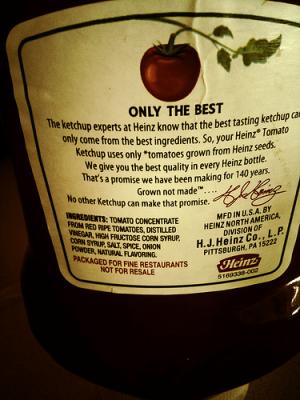 ONLY THE BEST
The ketchup experts at Heinz know that the best tasting ketchup can
only come from the best ingredients. So, your Heinz® Tomato
Ketchup uses only *tomatoes grown from Heinz seeds.
We give you the best quality in every Heinz bottle.
That's a promise we have been making for 140 years.
Grown not made™....
No other Ketchup can make that promise.
INGREDIENTS: TOMATO CONCENTRATE
FROM RED RIPE TOMATOES, DISTILLED
VINEGAR, HIGH FRUCTOSE CORN SYRUP,
CORN SYRUP, SALT, SPICE, ONION
POWDER, NATURAL FLAVORING.
PACKAGED FOR FINE RESTAURANTS
NOT FOR RESALE
MFD IN U.S.A. BY
HEINZ NORTH AMERICA,
DIVISION OF
H.J. Heinz Co., L.P.
PITTSBURGH, PA 15222
Heinz
5169338-002